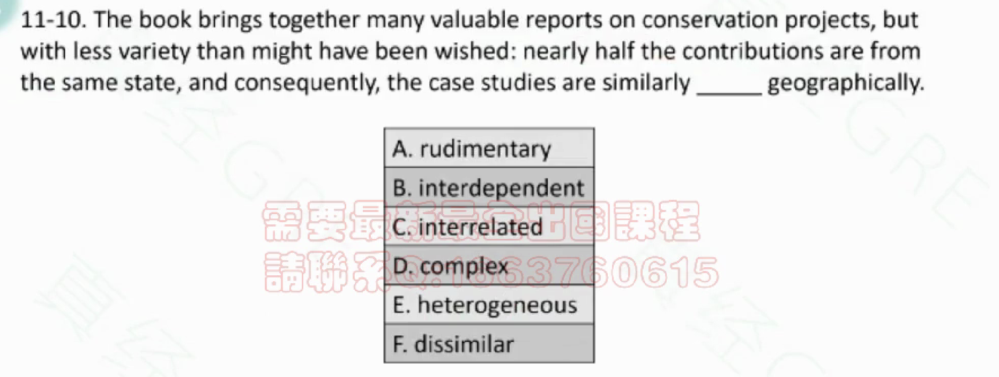 11-10. The book brings together many valuable reports on conservation projects, but
with less variety than might have been wished: nearly half the contributions are from
the same state, and consequently, the case studies are similarly ______ geographically.
A. rudimentary
B. interdependent
需要最新最全出國課程
C. interrelated
請聯系Q:1863760615
D. complex
E. heterogeneous
F. dissimilar